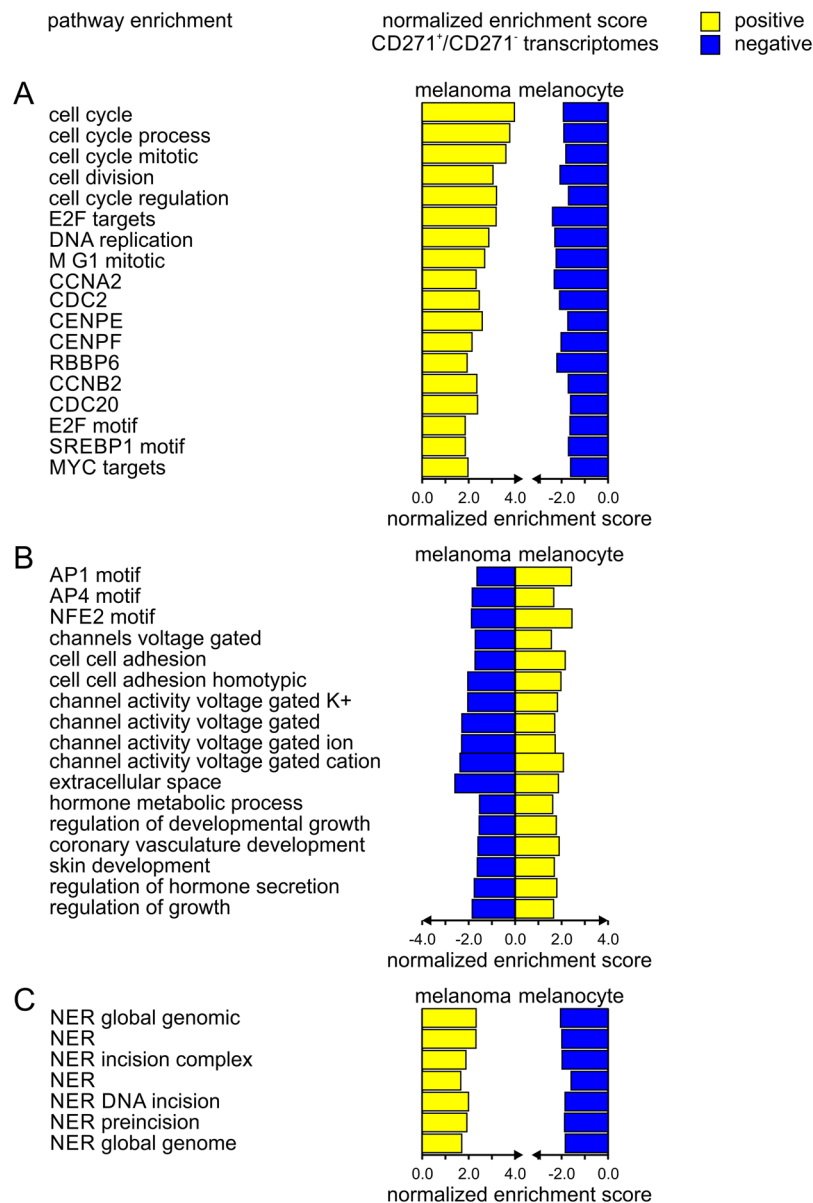 pathway enrichment
normalized enrichment score
CD271⁺/CD271⁻ transcriptomes
positive
negative
A
melanoma melanocyte
cell cycle
cell cycle process
cell cycle mitotic
cell division
cell cycle regulation
E2F targets
DNA replication
M G1 mitotic
CCNA2
CDC2
CENPE
CENPF
RBBP6
CCNB2
CDC20
E2F motif
SREBP1 motif
MYC targets
0.0 2.0 4.0 -2.0 0.0
normalized enrichment score
B
melanoma melanocyte
AP1 motif
AP4 motif
NFE2 motif
channels voltage gated
cell cell adhesion
cell cell adhesion homotypic
channel activity voltage gated K+
channel activity voltage gated
channel activity voltage gated ion
channel activity voltage gated cation
extracellular space
hormone metabolic process
regulation of developmental growth
coronary vasculature development
skin development
regulation of hormone secretion
regulation of growth
-4.0 -2.0 0.0 2.0 4.0
normalized enrichment score
C
melanoma melanocyte
NER global genomic
NER
NER incision complex
NER
NER DNA incision
NER preincision
NER global genome
0.0 2.0 4.0 -2.0 0.0
normalized enrichment score